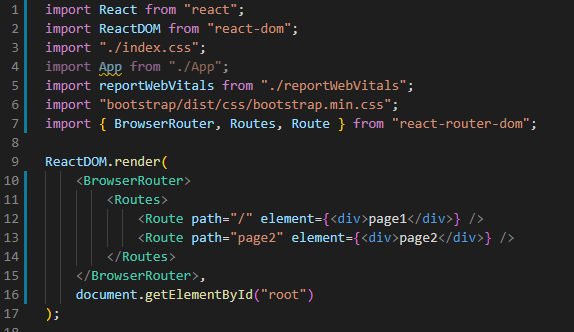 1 import React from "react";
2 import ReactDOM from "react-dom";
3 import "./index.css";
4 import App from "./App";
5 import reportWebVitals from "./reportWebVitals";
6 import "bootstrap/dist/css/bootstrap.min.css";
7 import { BrowserRouter, Routes, Route } from "react-router-dom";
8
9 ReactDOM.render(
10     <BrowserRouter>
11         <Routes>
12             <Route path="/" element={<div>page1</div>} />
13             <Route path="page2" element={<div>page2</div>} />
14         </Routes>
15     </BrowserRouter>,
16     document.getElementById("root")
17 );
18